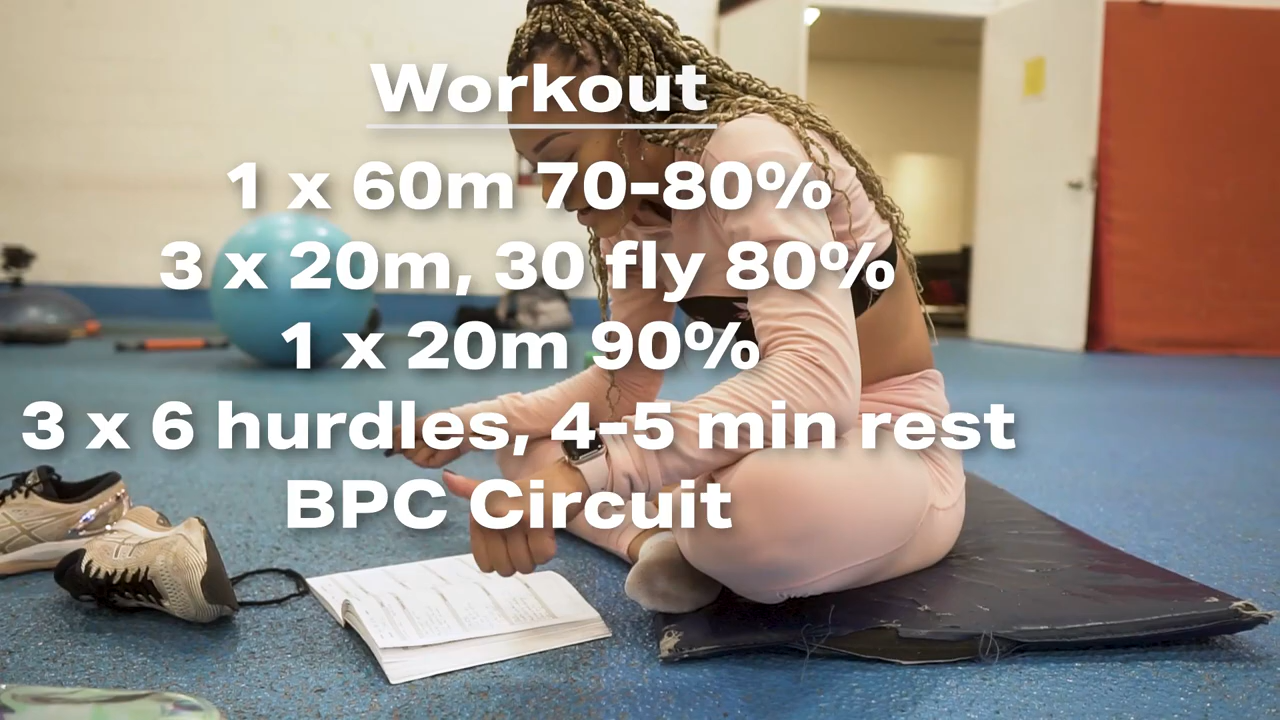 Workout
1 x 60m 70-80%
3 x 20m, 30 fly 80%
1 x 20m 90%
3 x 6 hurdles, 4-5 min rest
BPC Circuit